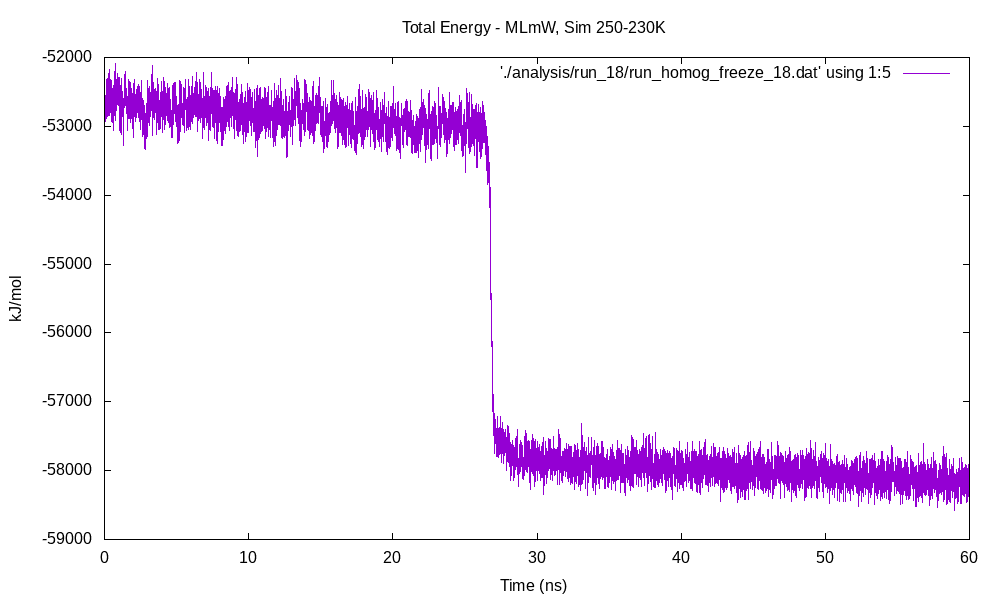 Total Energy - MLmW, Sim 250-230K
'./analysis/run_18/run_homog_freeze_18.dat' using 1:5
-52000
-53000
-54000
-55000
-56000
-57000
-58000
-59000
kJ/mol
0 10 20 30 40 50 60
Time (ns)